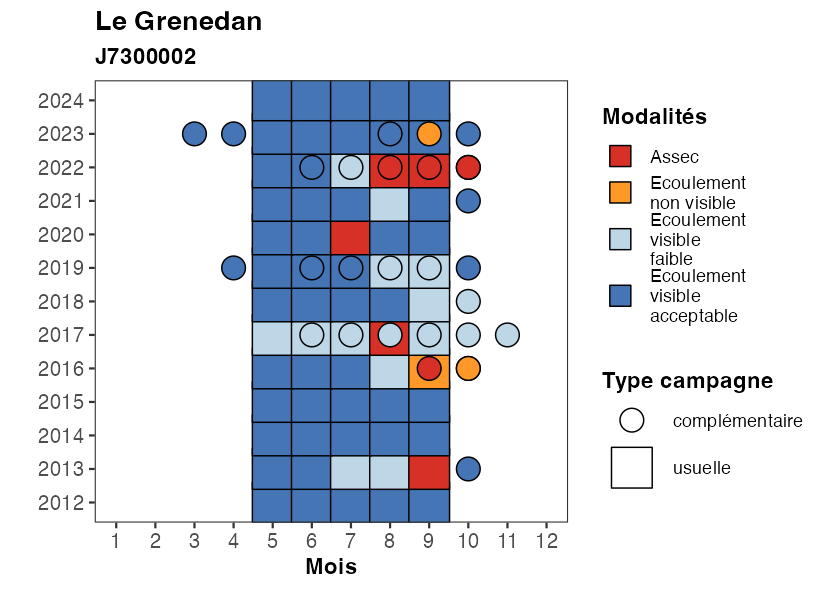 Le Grenedan
J7300002
2024
2023
2022
2021
2020
2019
2018
2017
2016
2015
2014
2013
2012
1 2 3 4 5 6 7 8 9 10 11 12
Mois
Modalités
Assec
Ecoulement
non visible
Ecoulement
visible
faible
Ecoulement
visible
acceptable
Type campagne
complémentaire
usuelle